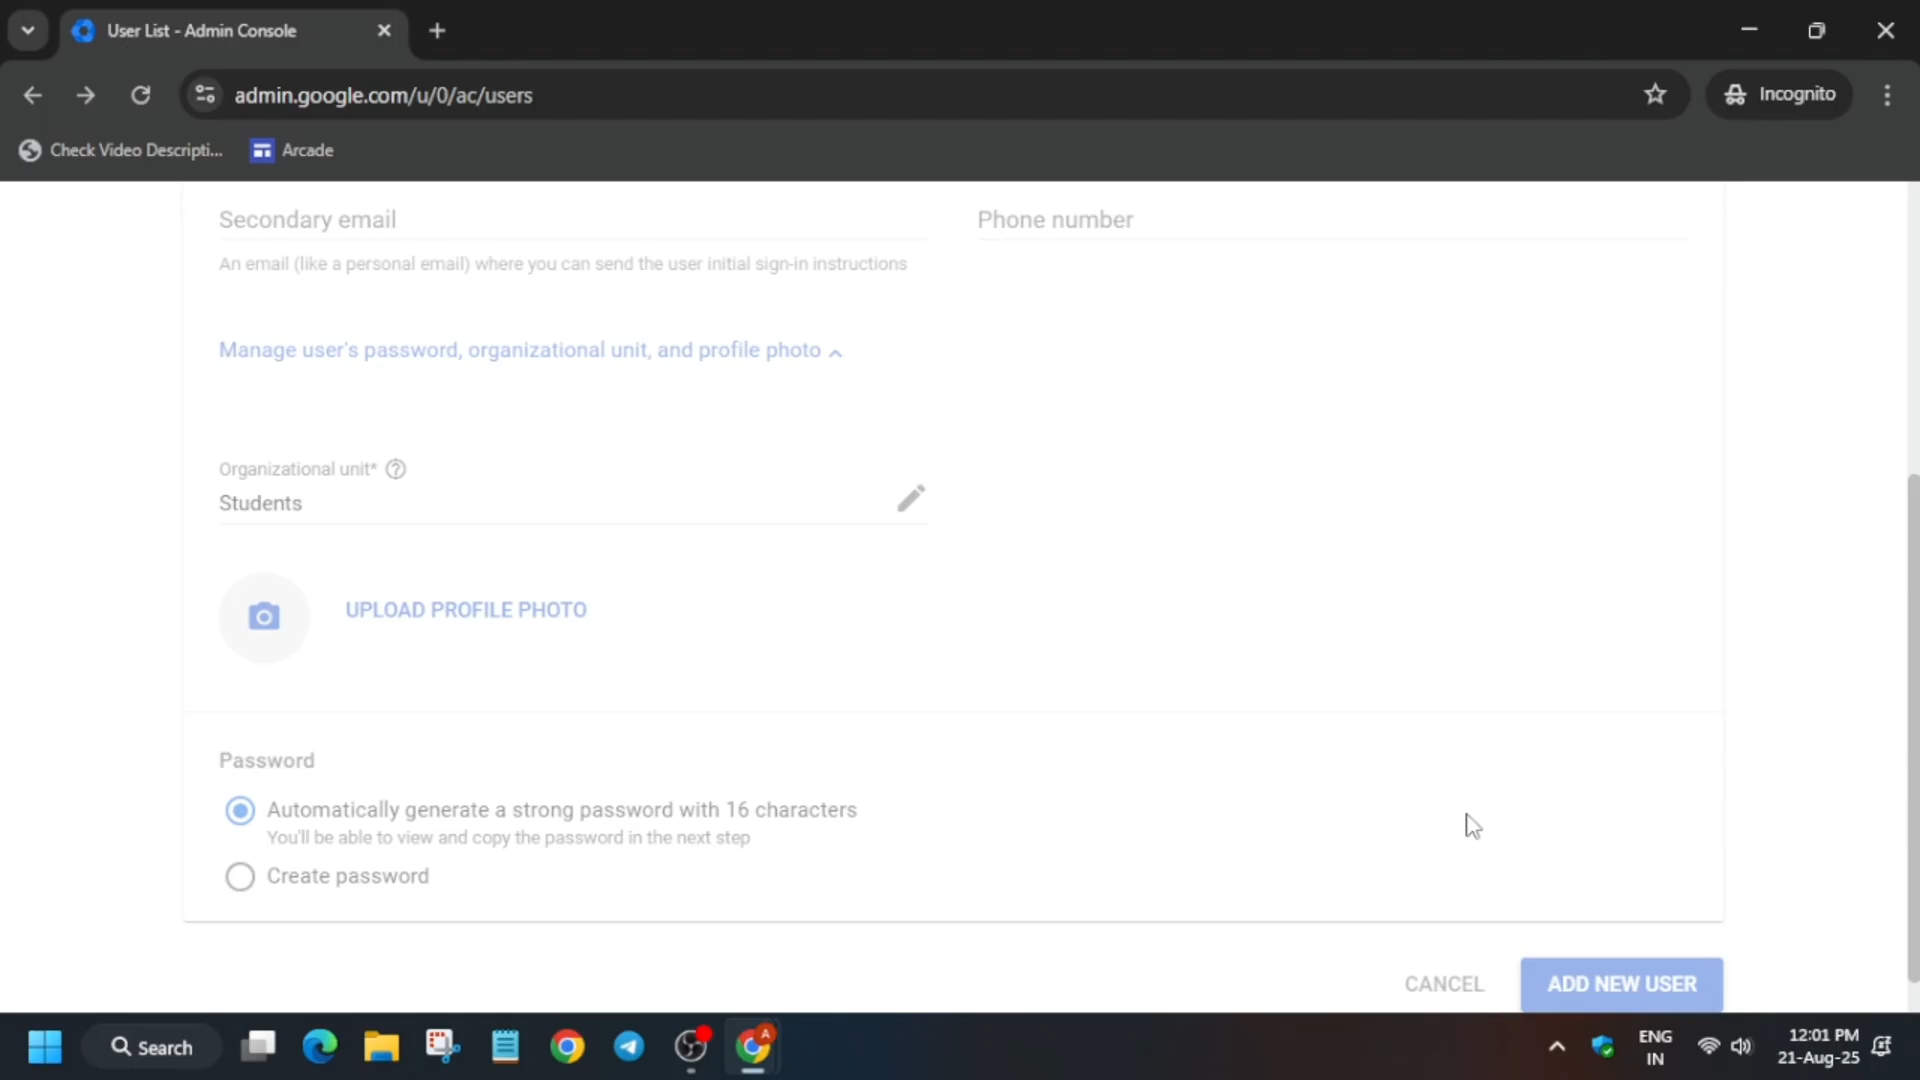 User List - Admin Console
admin.google.com/u/0/ac/users
Incognito
Check Video Descripti...
Arcade
Secondary email
Phone number
An email (like a personal email) where you can send the user initial sign-in instructions
Manage user's password, organizational unit, and profile photo
Organizational unit*
Students
UPLOAD PROFILE PHOTO
Password
Automatically generate a strong password with 16 characters
You'll be able to view and copy the password in the next step
Create password
CANCEL
ADD NEW USER
Search
A
ENG
IN
12:01 PM
21-Aug-25